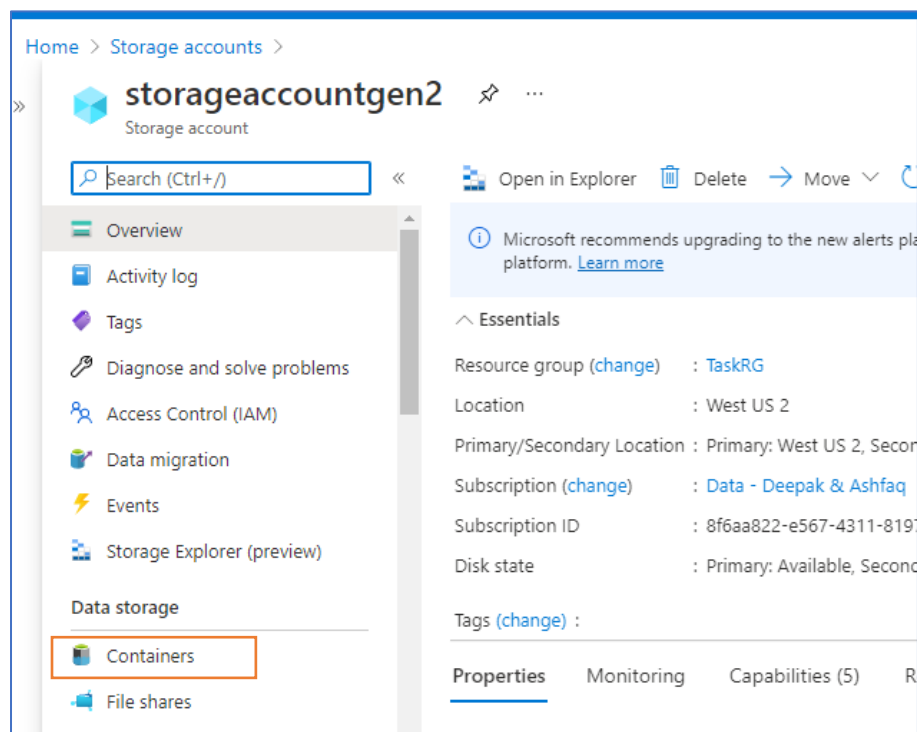 Home > Storage accounts >
»
storageaccountgen2 ...
Storage account
Search (Ctrl+/) «
Overview
Activity log
Tags
Diagnose and solve problems
Access Control (IAM)
Data migration
Events
Storage Explorer (preview)
Data storage
Containers
File shares
Open in Explorer Delete Move
Microsoft recommends upgrading to the new alerts
platform. Learn more
Essentials
Resource group (change) : TaskRG
Location : West US 2
Primary/Secondary Location : Primary: West US 2,
Subscription (change) : Data - Deepak & Ashfaq
Subscription ID : 8f6aa822-e567-4311-8197
Disk state : Primary: Available,
Tags (change) :
Properties Monitoring Capabilities (5)